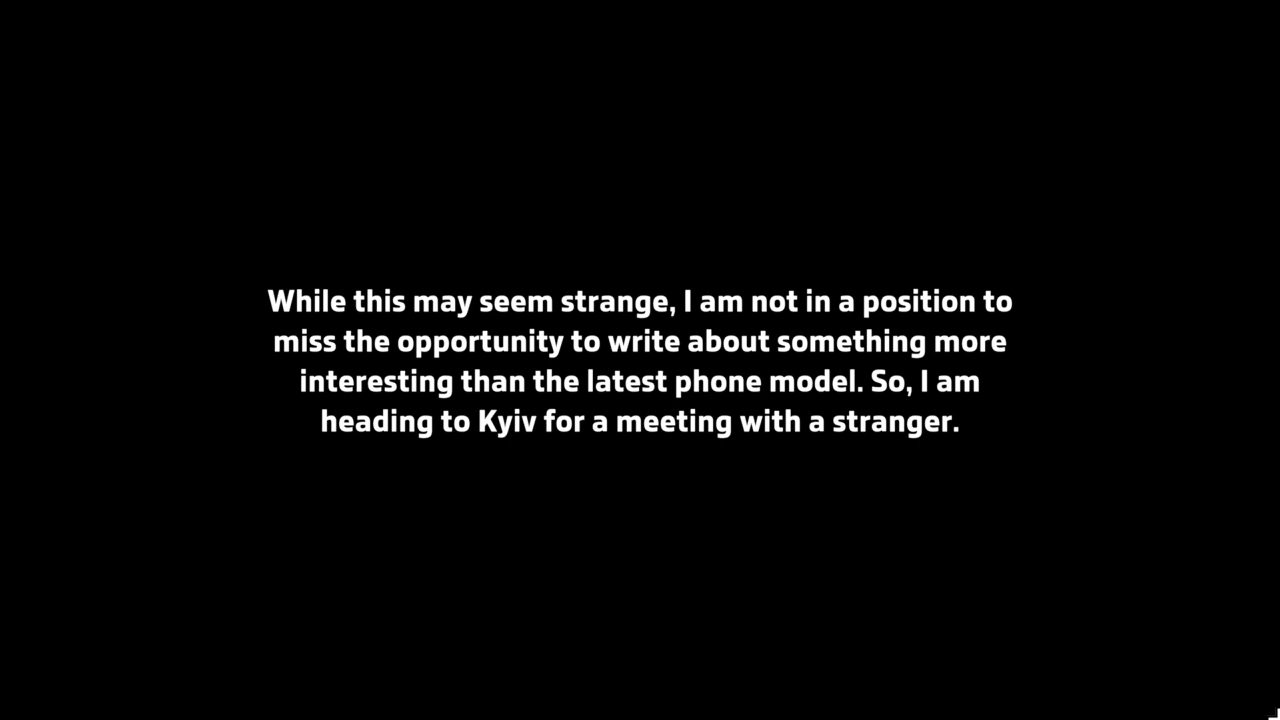 While this may seem strange, I am not in a position to
miss the opportunity to write about something more
interesting than the latest phone model. So, I am
heading to Kyiv for a meeting with a stranger.